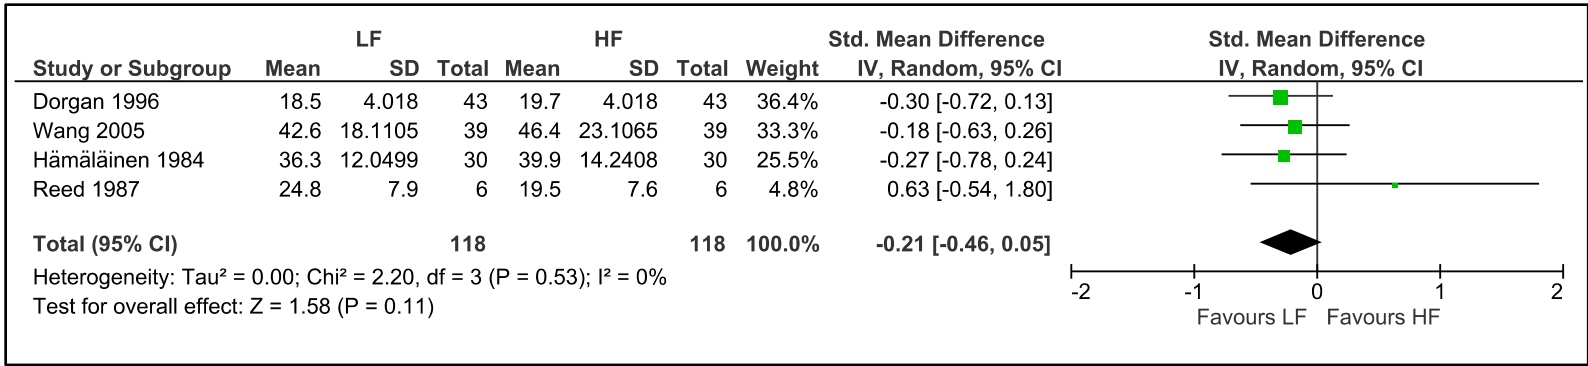 LF HF Std. Mean Difference Std. Mean Difference
Study or Subgroup Mean SD Total Mean SD Total Weight IV, Random, 95% CI IV, Random, 95% CI
Dorgan 1996 18.5 4.018 43 19.7 4.018 43 36.4% -0.30 [-0.72, 0.13]
Wang 2005 42.6 18.1105 39 46.4 23.1065 39 33.3% -0.18 [-0.63, 0.26]
Hämäläinen 1984 36.3 12.0499 30 39.9 14.2408 30 25.5% -0.27 [-0.78, 0.24]
Reed 1987 24.8 7.9 6 19.5 7.6 6 4.8% 0.63 [-0.54, 1.80]
Total (95% CI) 118 118 100.0% -0.21 [-0.46, 0.05]
Heterogeneity: Tau² = 0.00; Chi² = 2.20, df = 3 (P = 0.53); I² = 0%
Test for overall effect: Z = 1.58 (P = 0.11)
-2 -1 0 1 2
Favours LF Favours HF